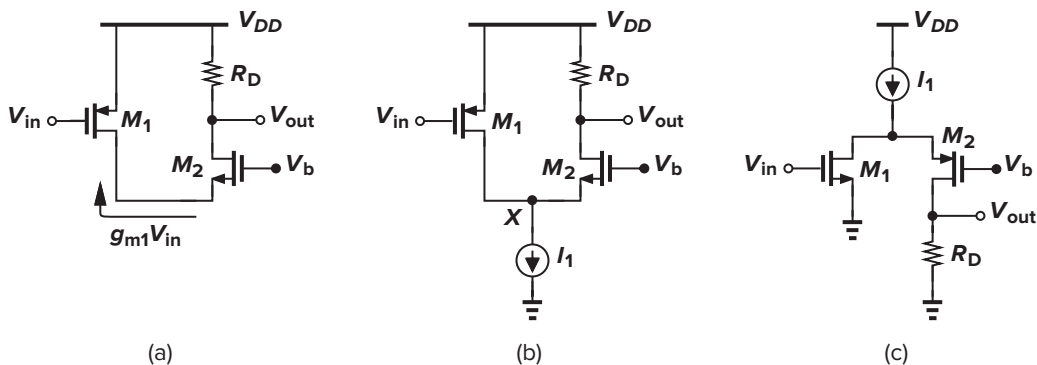 V_DD
R_D
V_in
M_1
V_out
M_2
V_b
g_m1V_in
(a)
V_DD
R_D
V_in
M_1
V_out
M_2
V_b
X
I_1
(b)
V_DD
I_1
M_2
V_in
M_1
V_b
V_out
R_D
(c)